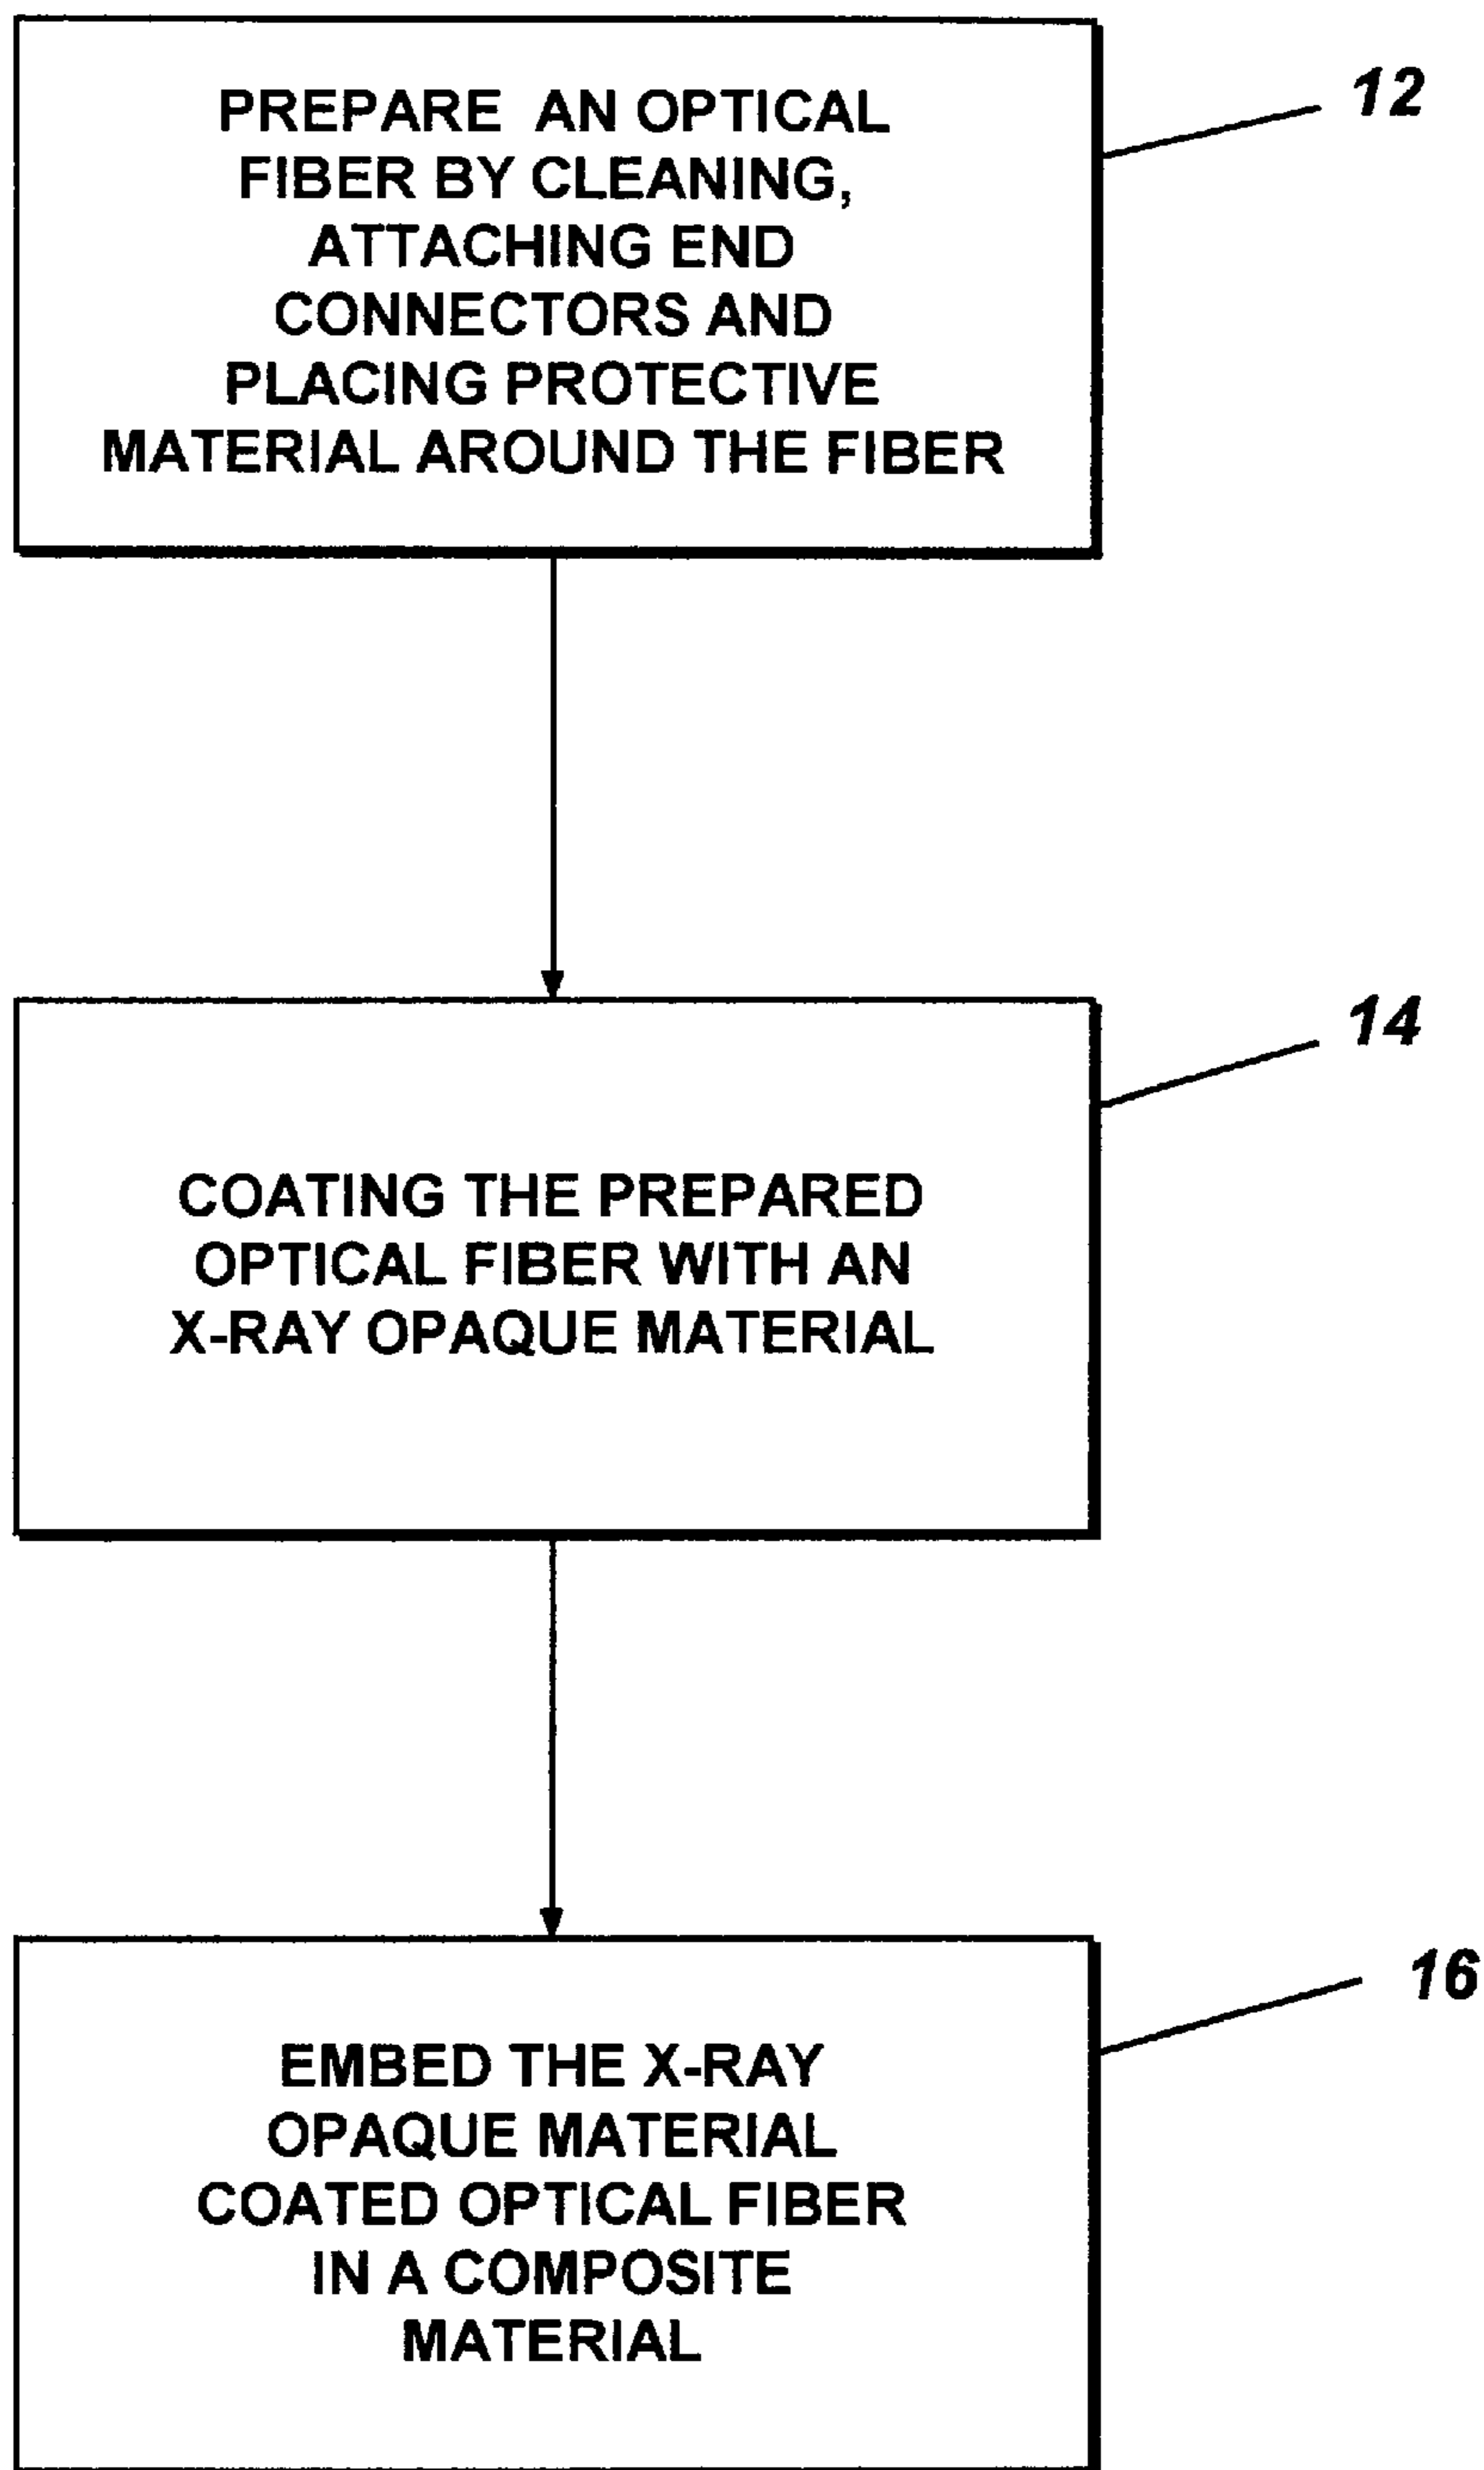 PREPARE AN OPTICAL
FIBER BY CLEANING,
ATTACHING END
CONNECTORS AND
PLACING PROTECTIVE
MATERIAL AROUND THE FIBER
12
COATING THE PREPARED
OPTICAL FIBER WITH AN
X-RAY OPAQUE MATERIAL
14
EMBED THE X-RAY
OPAQUE MATERIAL
COATED OPTICAL FIBER
IN A COMPOSITE
MATERIAL
16